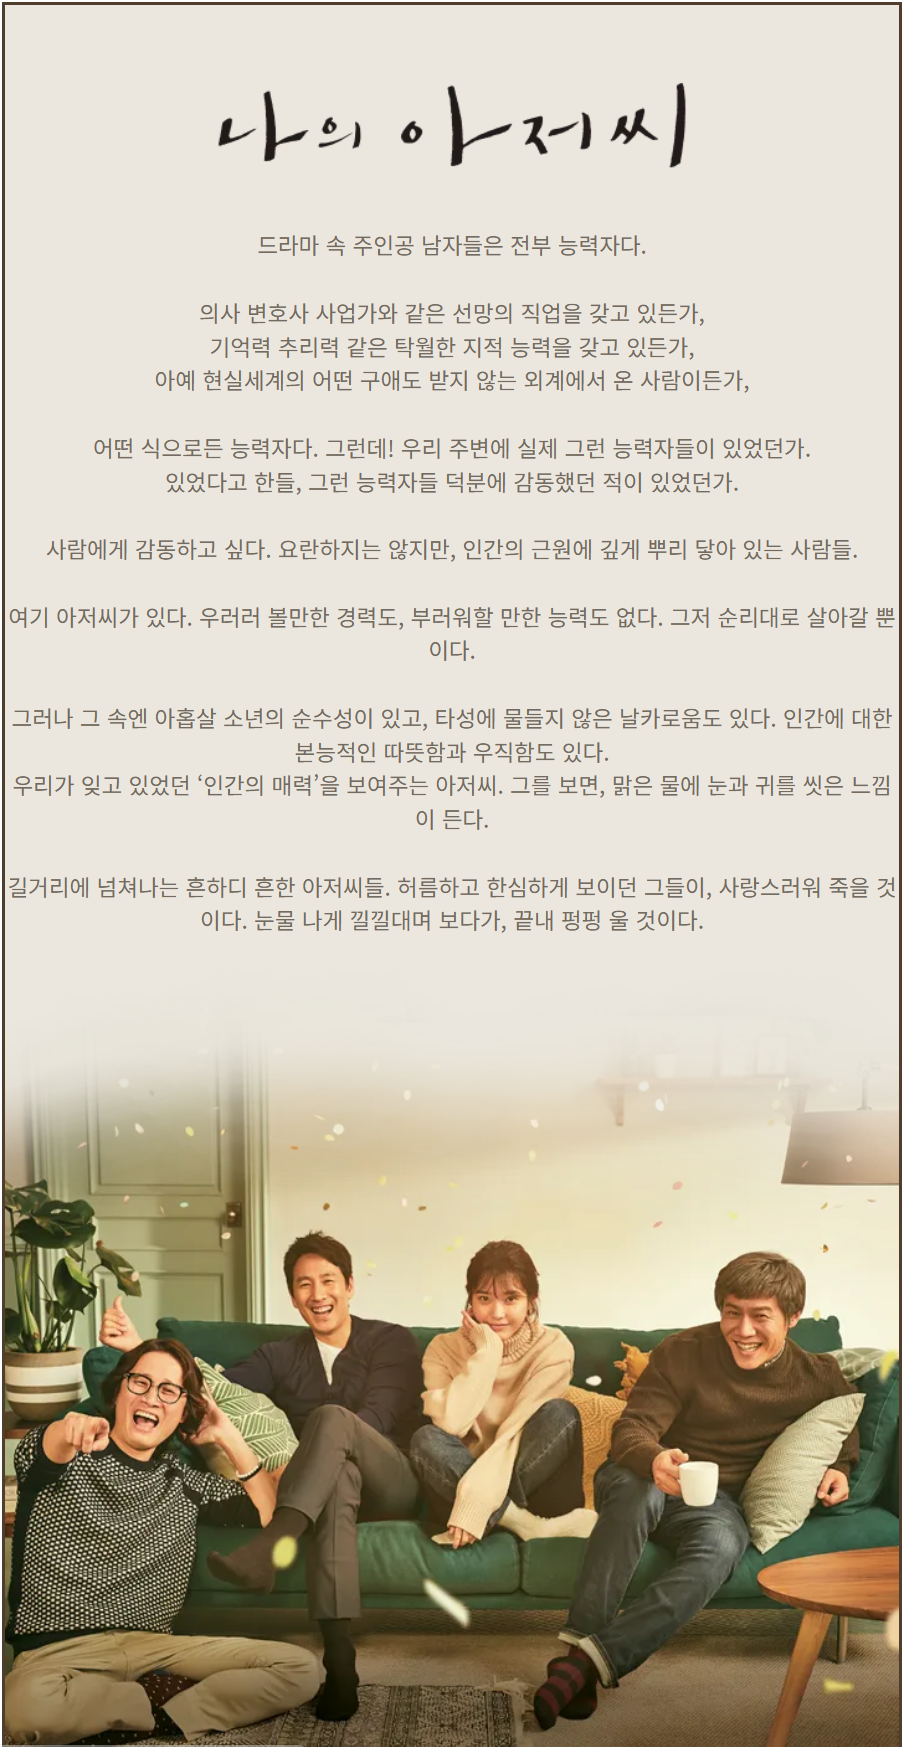 나의 아저씨
드라마 속 주인공 남자들은 전부 능력자다.
의사 변호사 사업가와 같은 선망의 직업을 갖고 있든가,
기억력 추리력 같은 탁월한 지적 능력을 갖고 있든가,
아예 현실세계의 어떤 구애도 받지 않는 외계에서 온 사람이든가,
어떤 식으로든 능력자다. 그런데! 우리 주변에 실제 그런 능력자들이 있었던가.
있었다고 한들, 그런 능력자들 덕분에 감동했던 적이 있었던가.
사람에게 감동하고 싶다. 요란하지는 않지만, 인간의 근원에 깊게 뿌리 닿아 있는 사람들.
여기 아저씨가 있다. 우러러 볼만한 경력도, 부러워할 만한 능력도 없다. 그저 순리대로 살아갈 뿐
이다.
그러나 그 속엔 아홉살 소년의 순수성이 있고, 타성에 물들지 않은 날카로움도 있다. 인간에 대한
본능적인 따뜻함과 우직함도 있다.
우리가 잊고 있었던 ‘인간의 매력’을 보여주는 아저씨. 그를 보면, 맑은 물에 눈과 귀를 씻은 느낌
이 든다.
길거리에 넘쳐나는 흔하디 흔한 아저씨들. 허름하고 한심하게 보이던 그들이, 사랑스러워 죽을 것
이다. 눈물 나게 낄낄대며 보다가, 끝내 펑펑 울 것이다.